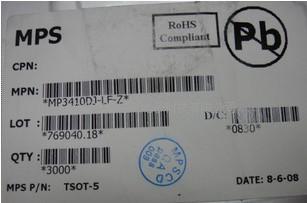 MPS
RoHS
Compliant
Pb
CPN:
MPN:
*MP3410DJ-LF-Z*
LOT :
*769040.18*
D/C:
*0830*
QTY :
*3000*
MPS P/N: TSOT-5
DATE: 8-6-08